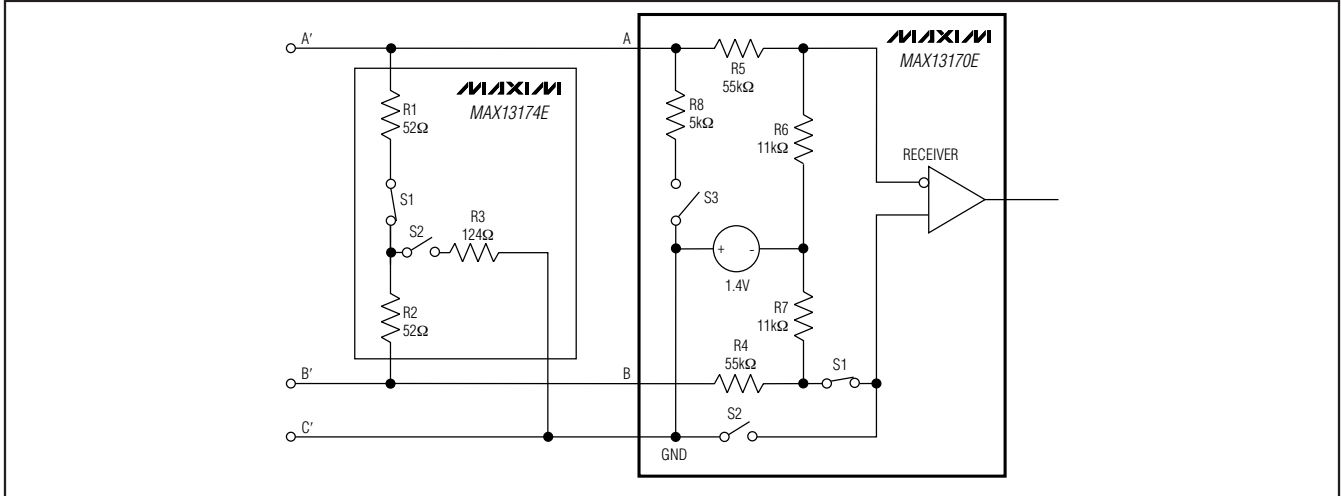 A′
A
MAXIM
MAX13170E
MAXIM
MAX13174E
R5
55kΩ
R1
52Ω
R8
5kΩ
R6
11kΩ
RECEIVER
S1
S3
S2
R3
124Ω
+ -
1.4V
R2
52Ω
R7
11kΩ
R4
55kΩ
S1
B′
B
C′
S2
GND